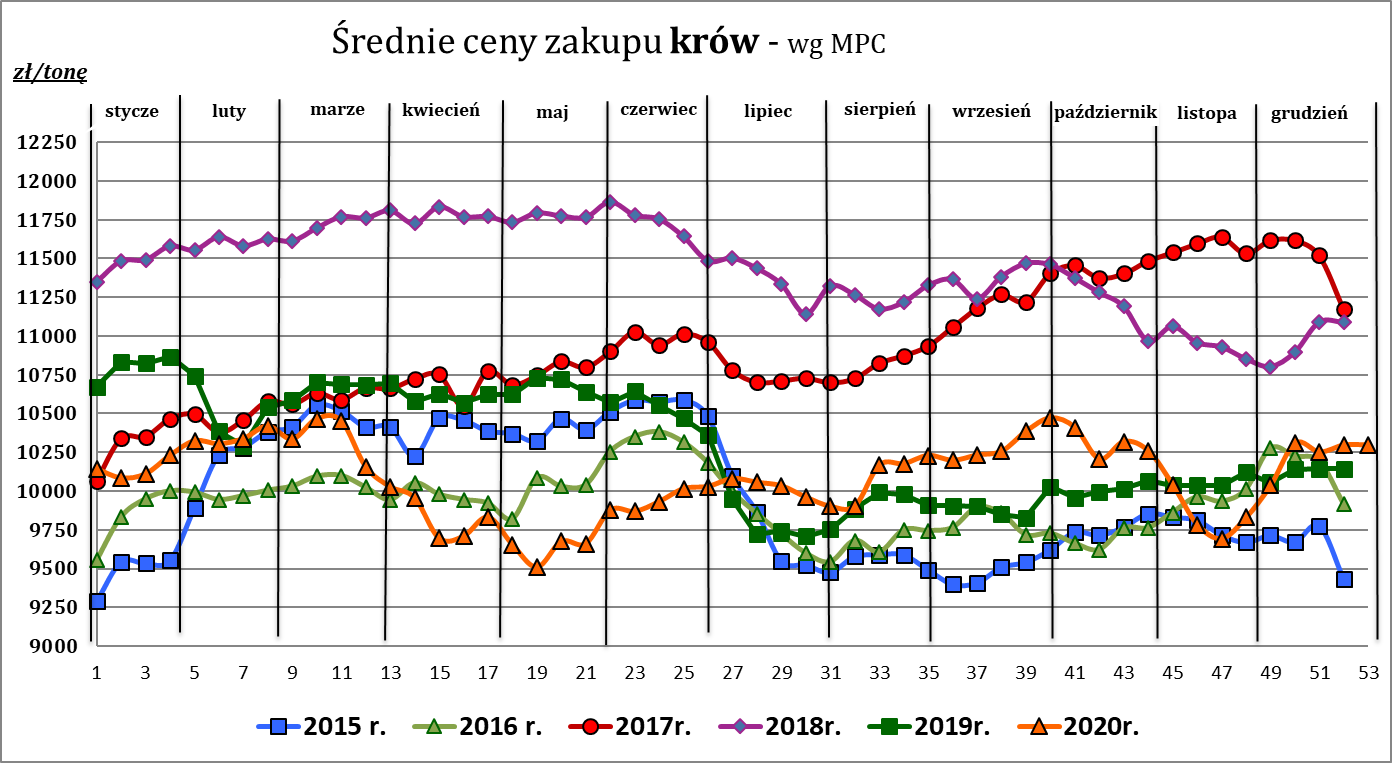 Średnie ceny zakupu krów - wg MPC
zł/tonę
stycze luty marze kwiecień maj czerwiec lipiec sierpień wrzesień październik listopa grudzień
12250
12000
11750
11500
11250
11000
10750
10500
10250
10000
9750
9500
9250
9000
1 3 5 7 9 11 13 15 17 19 21 23 25 27 29 31 33 35 37 39 41 43 45 47 49 51 53
2015 r. 2016 r. 2017r. 2018r. 2019r. 2020r.